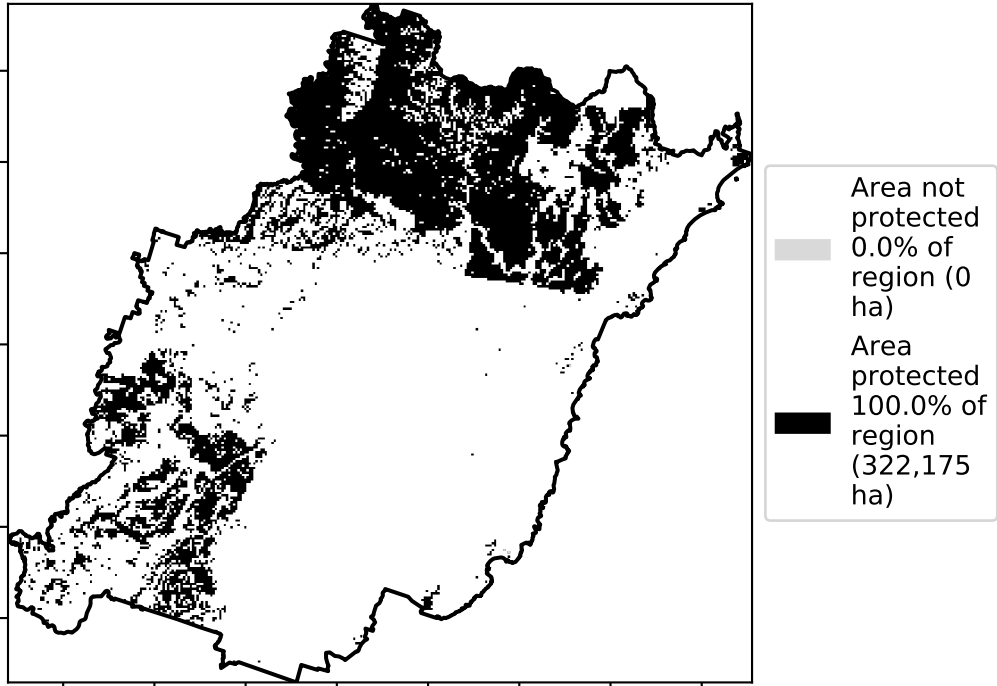 Area not
protected
0.0% of
region (0
ha)
Area
protected
100.0% of
region
(322,175
ha)